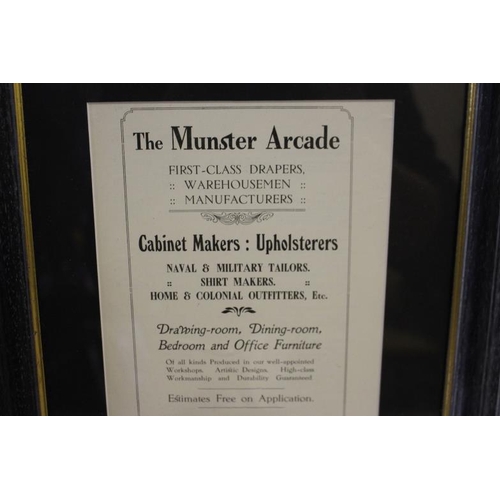 The Munster Arcade
FIRST-CLASS DRAPERS,
:: WAREHOUSEMEN ::
:: MANUFACTURERS ::
Cabinet Makers : Upholsterers
NAVAL & MILITARY TAILORS.
:: SHIRT MAKERS. ::
HOME & COLONIAL OUTFITTERS, Etc.
Drawing-room, Dining-room,
Bedroom and Office Furniture
Of all kinds Produced in our well-appointed
Workshops. Artistic Designs. High-class
Workmanship and Durability Guaranteed.
Estimates Free on Application.